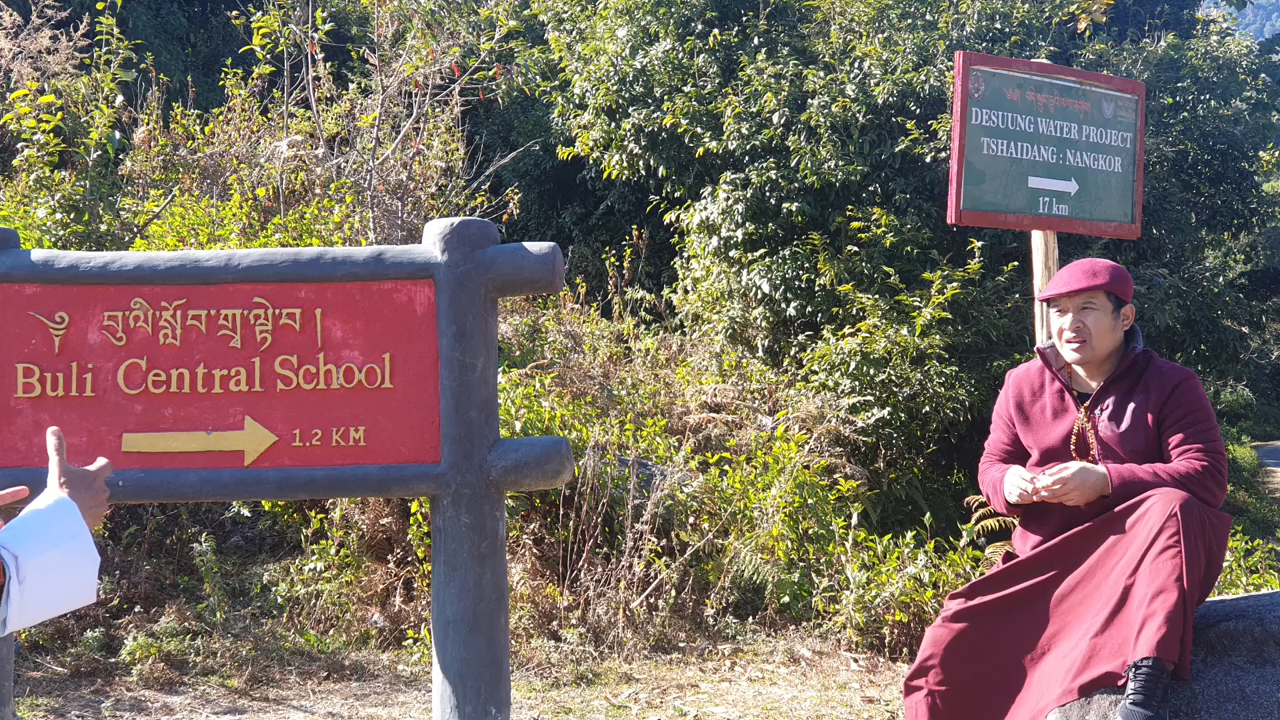 ༄ བུ་ལི་སློབ་གྲྭ་ལྟེ་བ །
Buli Central School
1.2 KM
DESUUNG WATER PROJECT
TSHAIDANG : NANGKOR
17 km